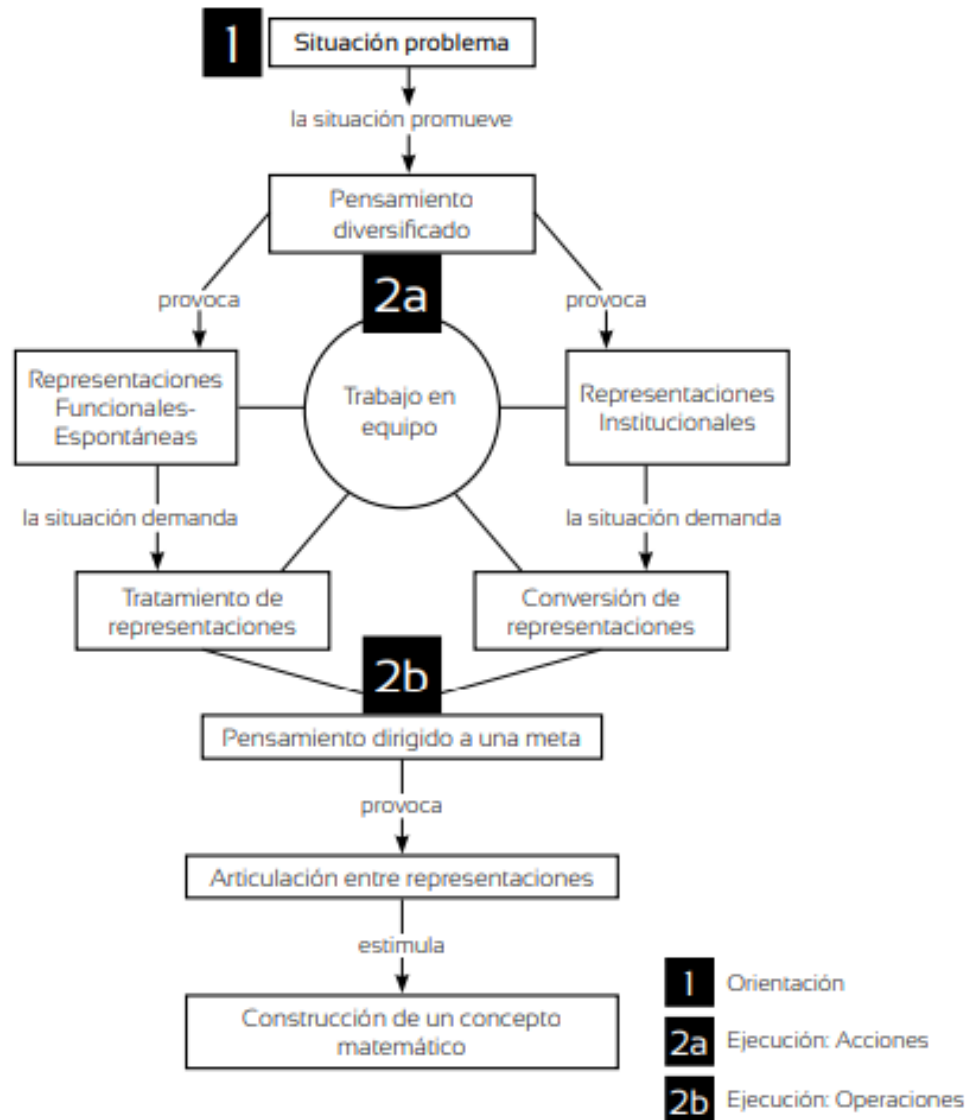 1
Situación problema
la situación promueve
Pensamiento
diversificado
2a
provoca
provoca
Representaciones
Funcionales-
Espontáneas
Trabajo en
equipo
Representaciones
Institucionales
la situación demanda
la situación demanda
Tratamiento de
representaciones
Conversión de
representaciones
2b
Pensamiento dirigido a una meta
provoca
Articulación entre representaciones
estimula
Construcción de un concepto
matemático
1 Orientación
2a Ejecución: Acciones
2b Ejecución: Operaciones